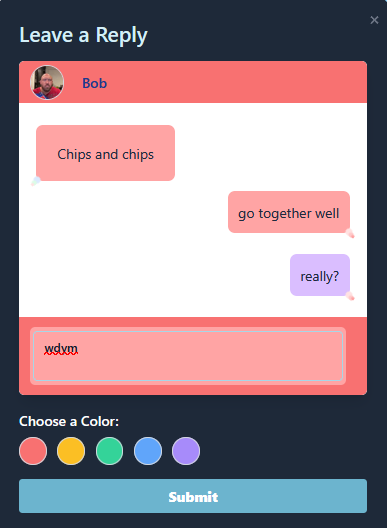 Leave a Reply
Bob
Chips and chips
go together well
really?
wdym
Choose a Color:
Submit